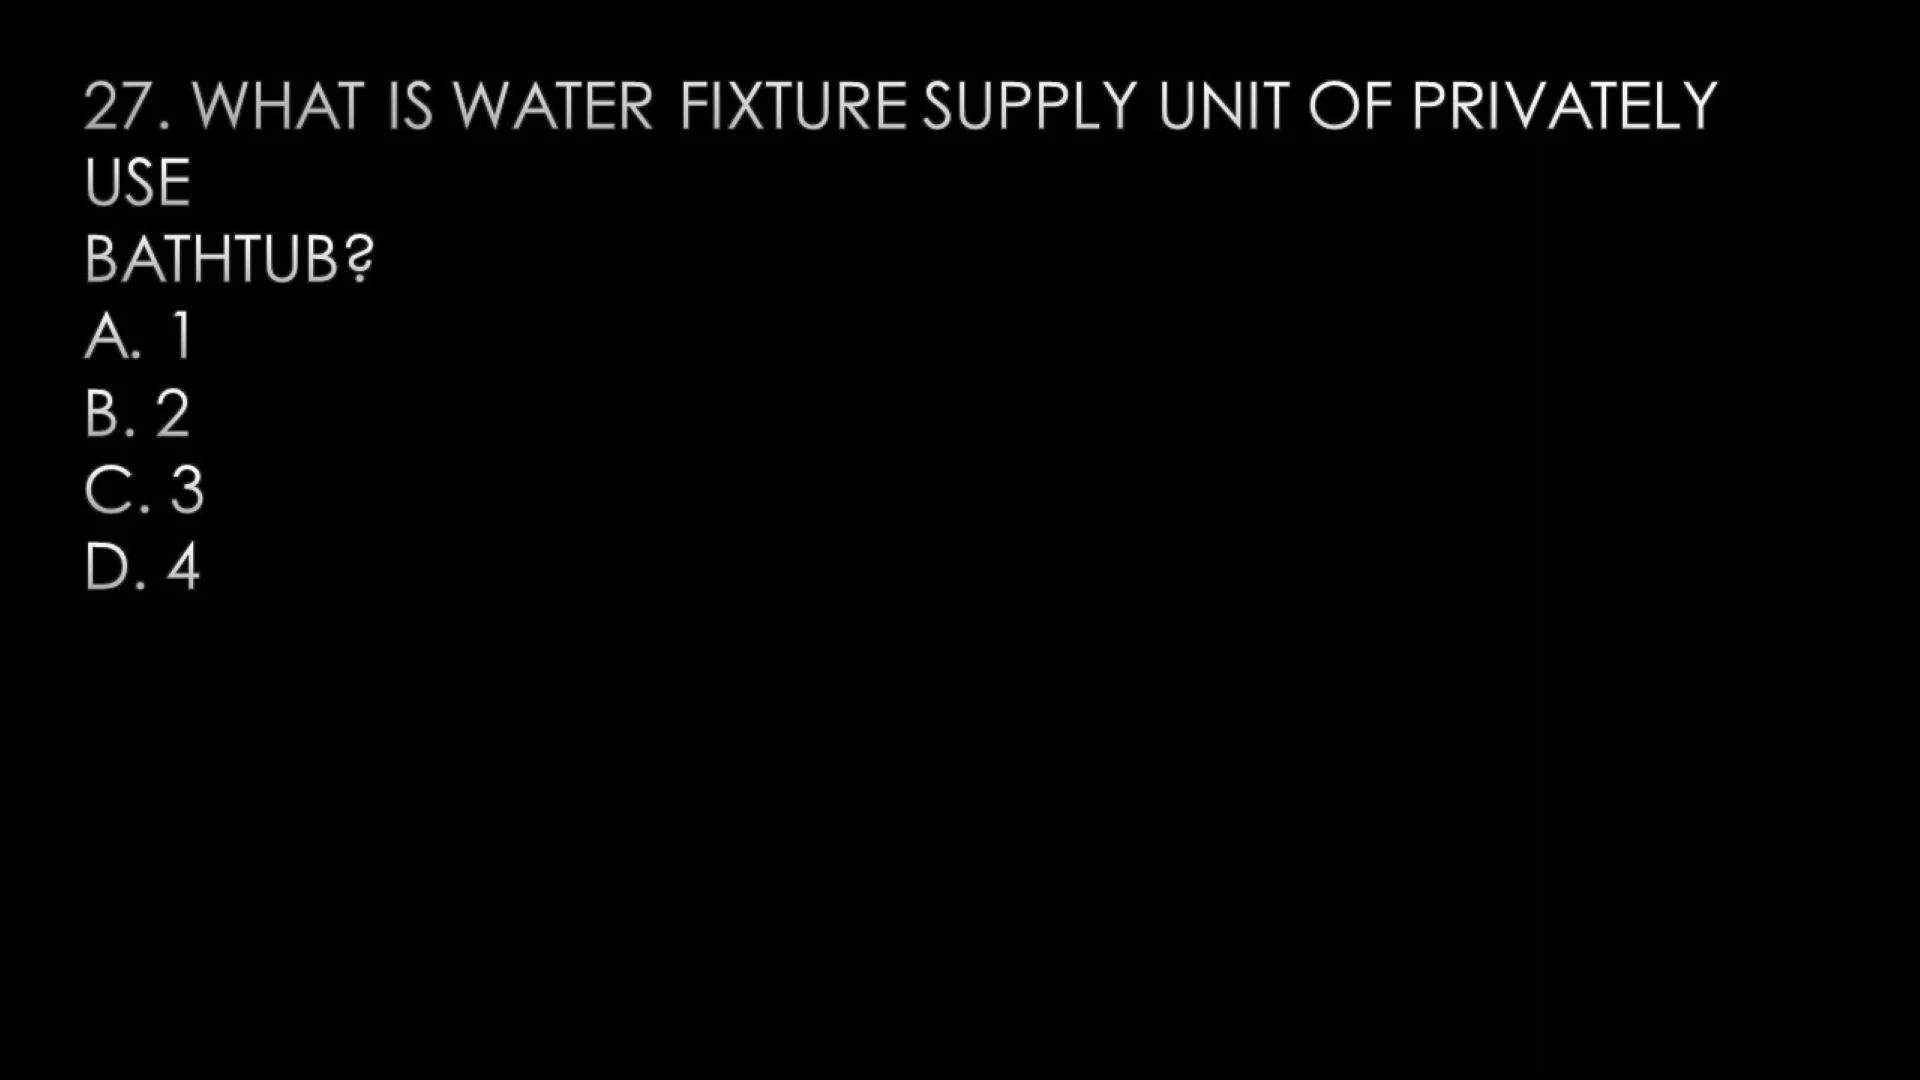 27. WHAT IS WATER FIXTURE SUPPLY UNIT OF PRIVATELY
USE
BATHTUB?
A. 1
B. 2
C. 3
D. 4